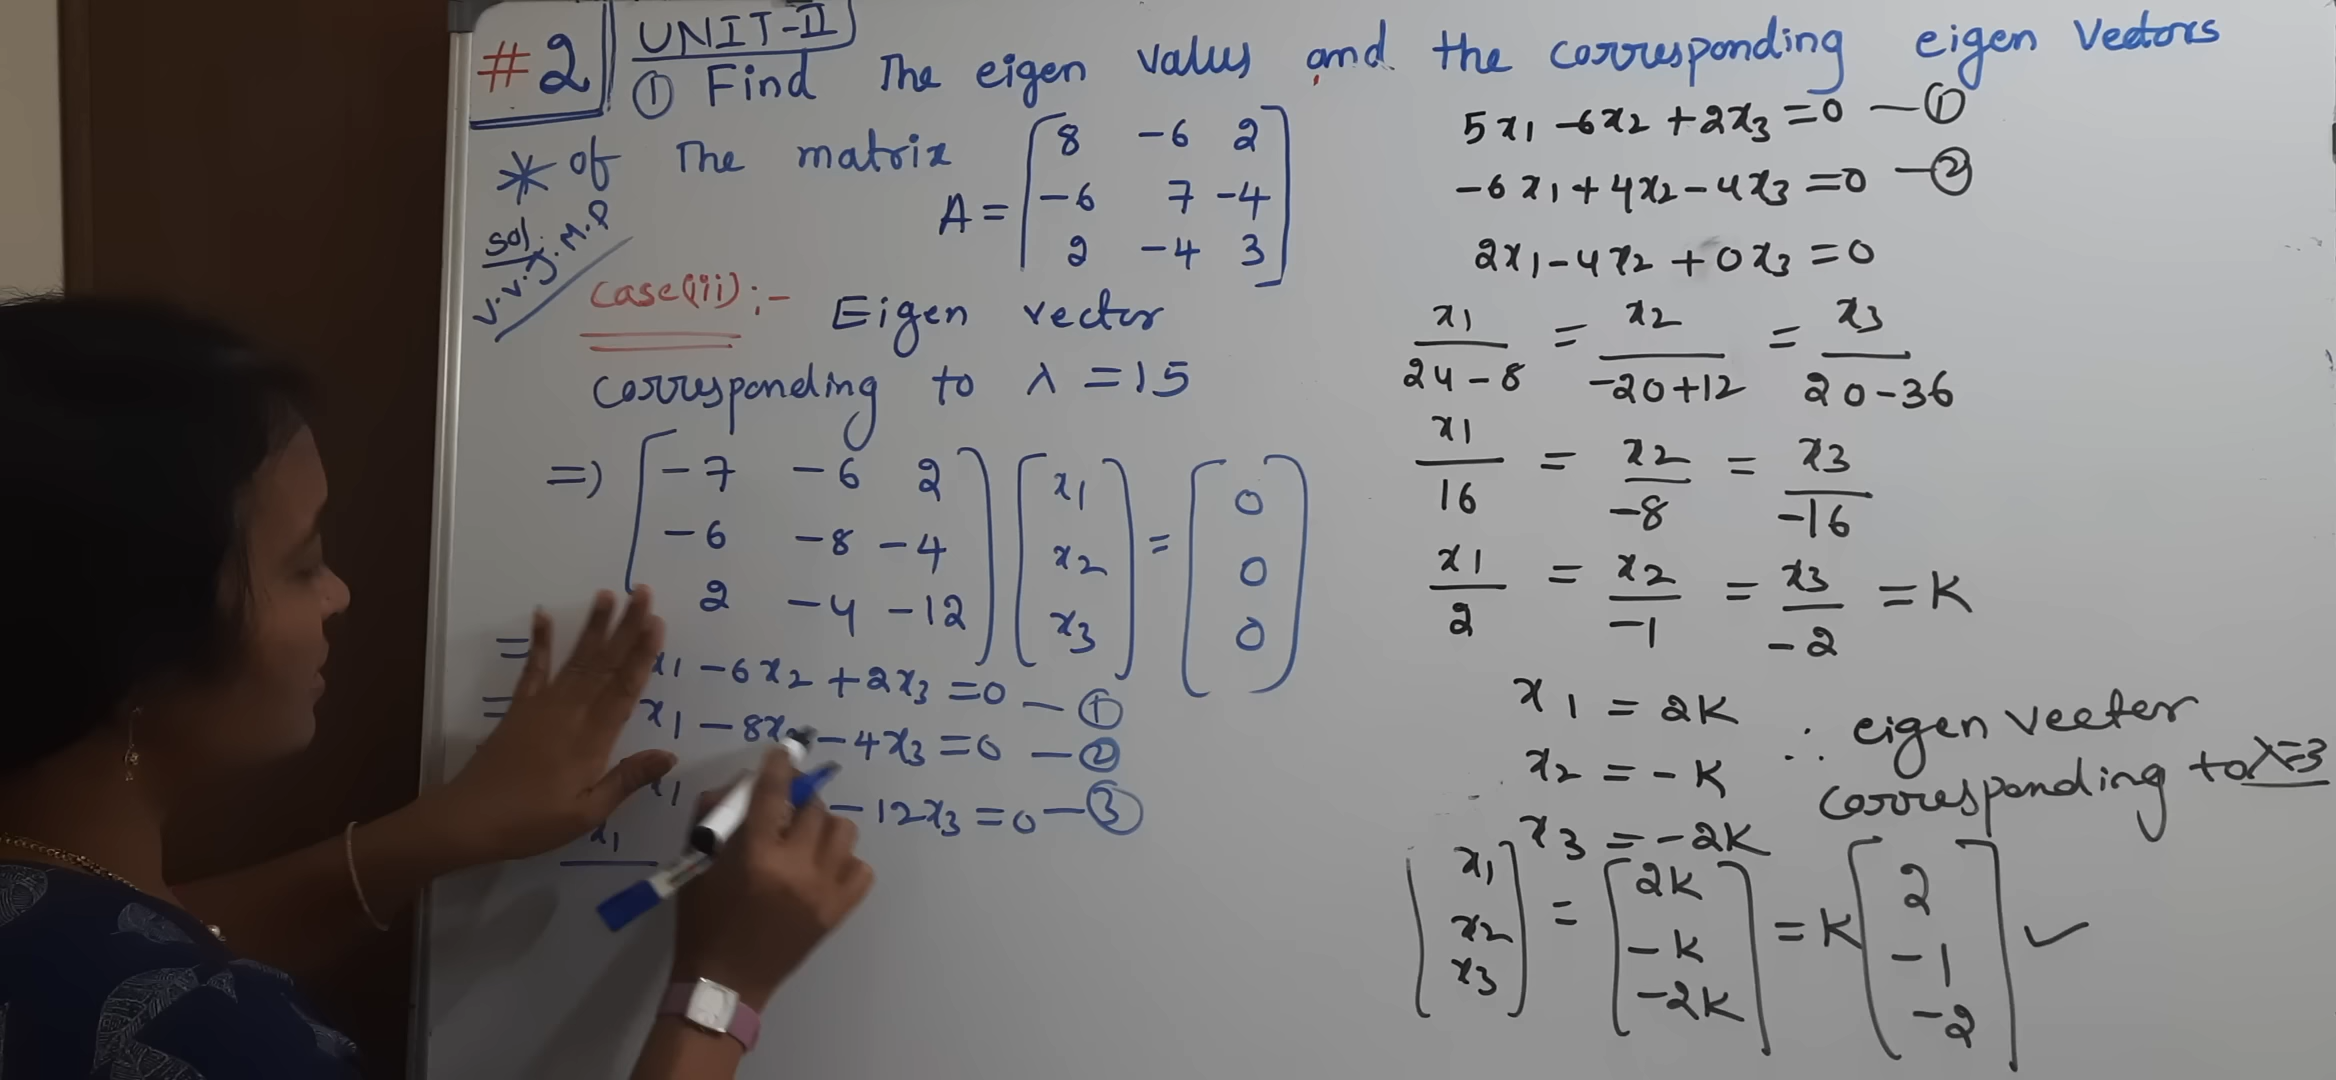 #2
UNIT-II
① Find The eigen values and the corresponding eigen Vectors
* of The matrix
A = [8 -6 2
-6 7 -4
2 -4 3]
Sol:
V.V.J.M.P
Case(iii):- Eigen vector
corresponding to λ = 15
=) [-7 -6 2
-6 -8 -4
2 -4 -12] [x1
x2
x3] = [0
0
0]
x1 - 6x2 + 2x3 = 0 — ①
x1 - 8x2 - 4x3 = 0 — ②
x1 - 12x3 = 0 — ③
x1
5x1 - 6x2 + 2x3 = 0 — ①
-6x1 + 4x2 - 4x3 = 0 — ②
2x1 - 4x2 + 0x3 = 0
x1/24-8 = x2/-20+12 = x3/20-36
x1/16 = x2/-8 = x3/-16
x1/2 = x2/-1 = x3/-2 = K
x1 = 2K
x2 = -K
x3 = -2K
∴ eigen vector
corresponding to λ=3
[x1
x2
x3] = [2K
-K
-2K] = K [2
-1
-2] ✓